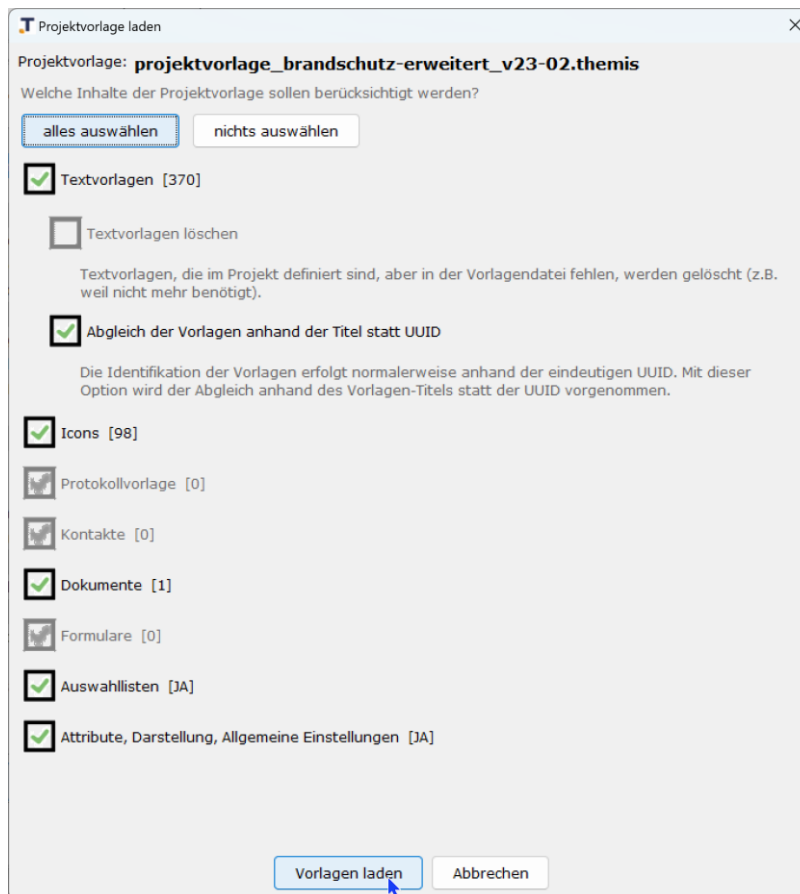 Projektvorlage laden
Projektvorlage: projektvorlage_brandschutz-erweitert_v23-02.themis
Welche Inhalte der Projektvorlage sollen berücksichtigt werden?
alles auswählen nichts auswählen
Textvorlagen [370]
Textvorlagen löschen
Textvorlagen, die im Projekt definiert sind, aber in der Vorlagendatei fehlen, werden gelöscht (z.B.
weil nicht mehr benötigt).
Abgleich der Vorlagen anhand der Titel statt UUID
Die Identifikation der Vorlagen erfolgt normalerweise anhand der eindeutigen UUID. Mit dieser
Option wird der Abgleich anhand des Vorlagen-Titels statt der UUID vorgenommen.
Icons [98]
Protokollvorlage [0]
Kontakte [0]
Dokumente [1]
Formulare [0]
Auswahllisten [JA]
Attribute, Darstellung, Allgemeine Einstellungen [JA]
Vorlagen laden Abbrechen